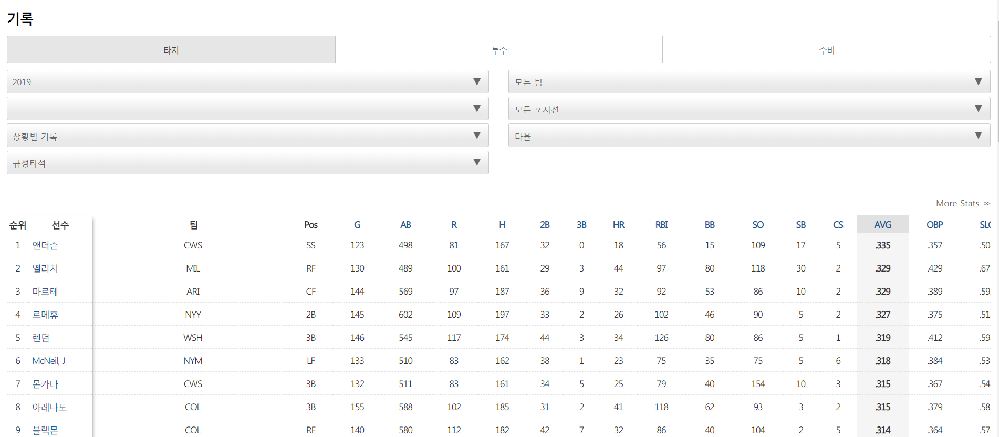 기록
타자 투수 수비
2019 ▼ 모든 팀 ▼
▼ 모든 포지션 ▼
상황별 기록 ▼ 타율 ▼
규정타석 ▼
More Stats ≫
순위 선수 팀 Pos G AB R H 2B 3B HR RBI BB SO SB CS AVG OBP SL
1 앤더슨 CWS SS 123 498 81 167 32 0 18 56 15 109 17 5 .335 .357 .50
2 옐리치 MIL RF 130 489 100 161 29 3 44 97 80 118 30 2 .329 .429 .67
3 마르테 ARI CF 144 569 97 187 36 9 32 92 53 86 10 2 .329 .389 .59
4 르메휴 NYY 2B 145 602 109 197 33 2 26 102 46 90 5 2 .327 .375 .51
5 렌던 WSH 3B 146 545 117 174 44 3 34 126 80 86 5 1 .319 .412 .59
6 McNeil, J NYM LF 133 510 83 162 38 1 23 75 35 75 5 6 .318 .384 .53
7 몬카다 CWS 3B 132 511 83 161 34 5 25 79 40 154 10 3 .315 .367 .54
8 아레나도 COL 3B 155 588 102 185 31 2 41 118 62 93 3 2 .315 .379 .58
9 블랙몬 COL RF 140 580 112 182 42 7 32 86 40 104 2 5 .314 .364 .57